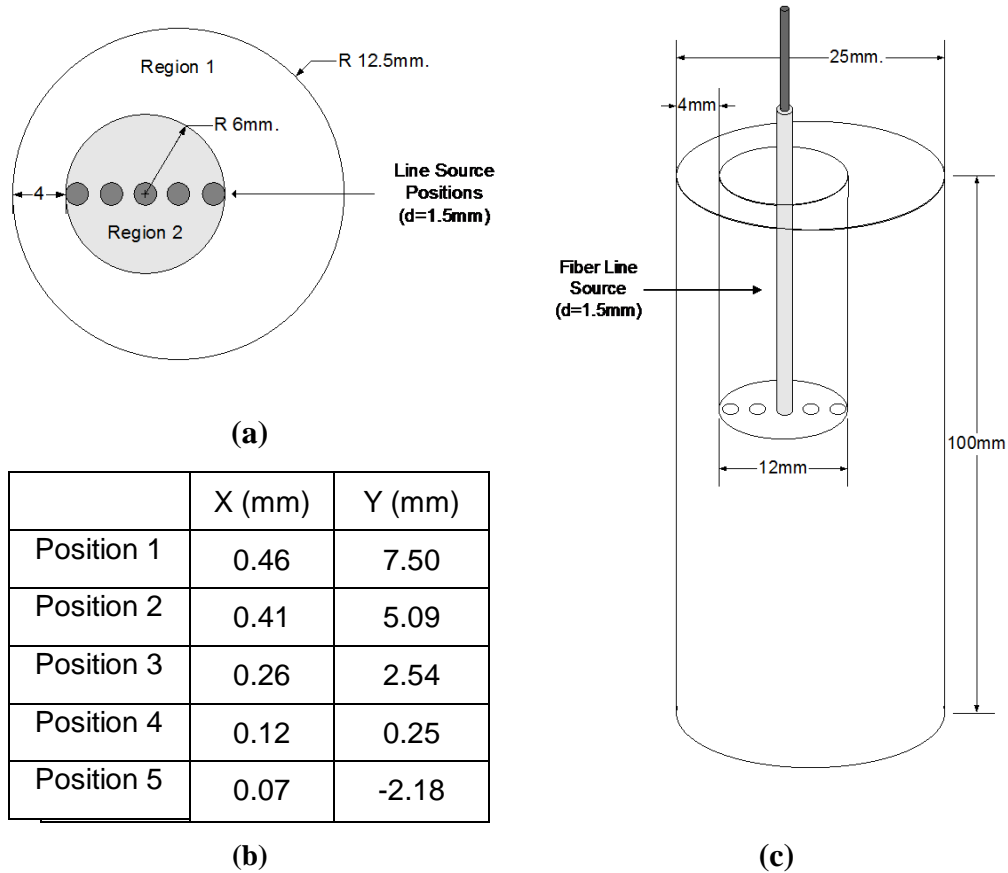 Region 1
R 12.5mm.
R 6mm.
4
Line Source
Positions
(d=1.5mm)
Region 2
(a)
X (mm) Y (mm)
Position 1 0.46 7.50
Position 2 0.41 5.09
Position 3 0.26 2.54
Position 4 0.12 0.25
Position 5 0.07 -2.18
(b)
25mm.
4mm
Fiber Line
Source
(d=1.5mm)
12mm
100mm
(c)